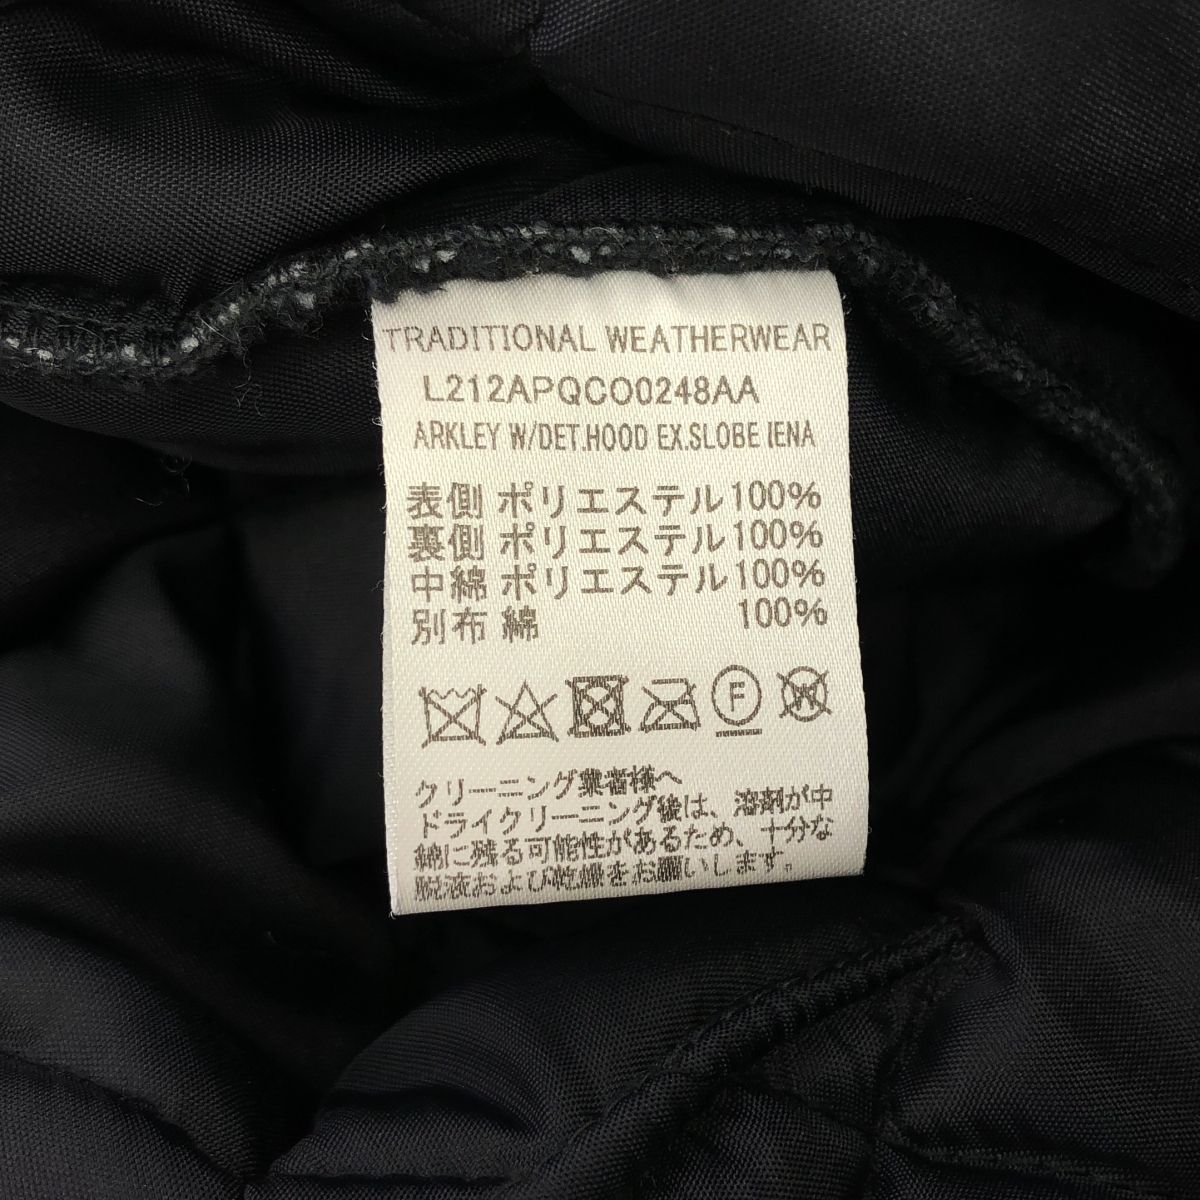 TRADITIONAL WEATHERWEAR
L212APQCO0248AA
ARKLEY W/DET.HOOD EX.SLOBE IENA
表側 ポリエステル100%
裏側 ポリエステル100%
中綿 ポリエステル100%
別布 綿 100%
F W
クリーニング業者様へ
ドライクリーニング後は、溶剤が中
綿に残る可能性があるため、十分な
脱液および乾燥をお願いします。